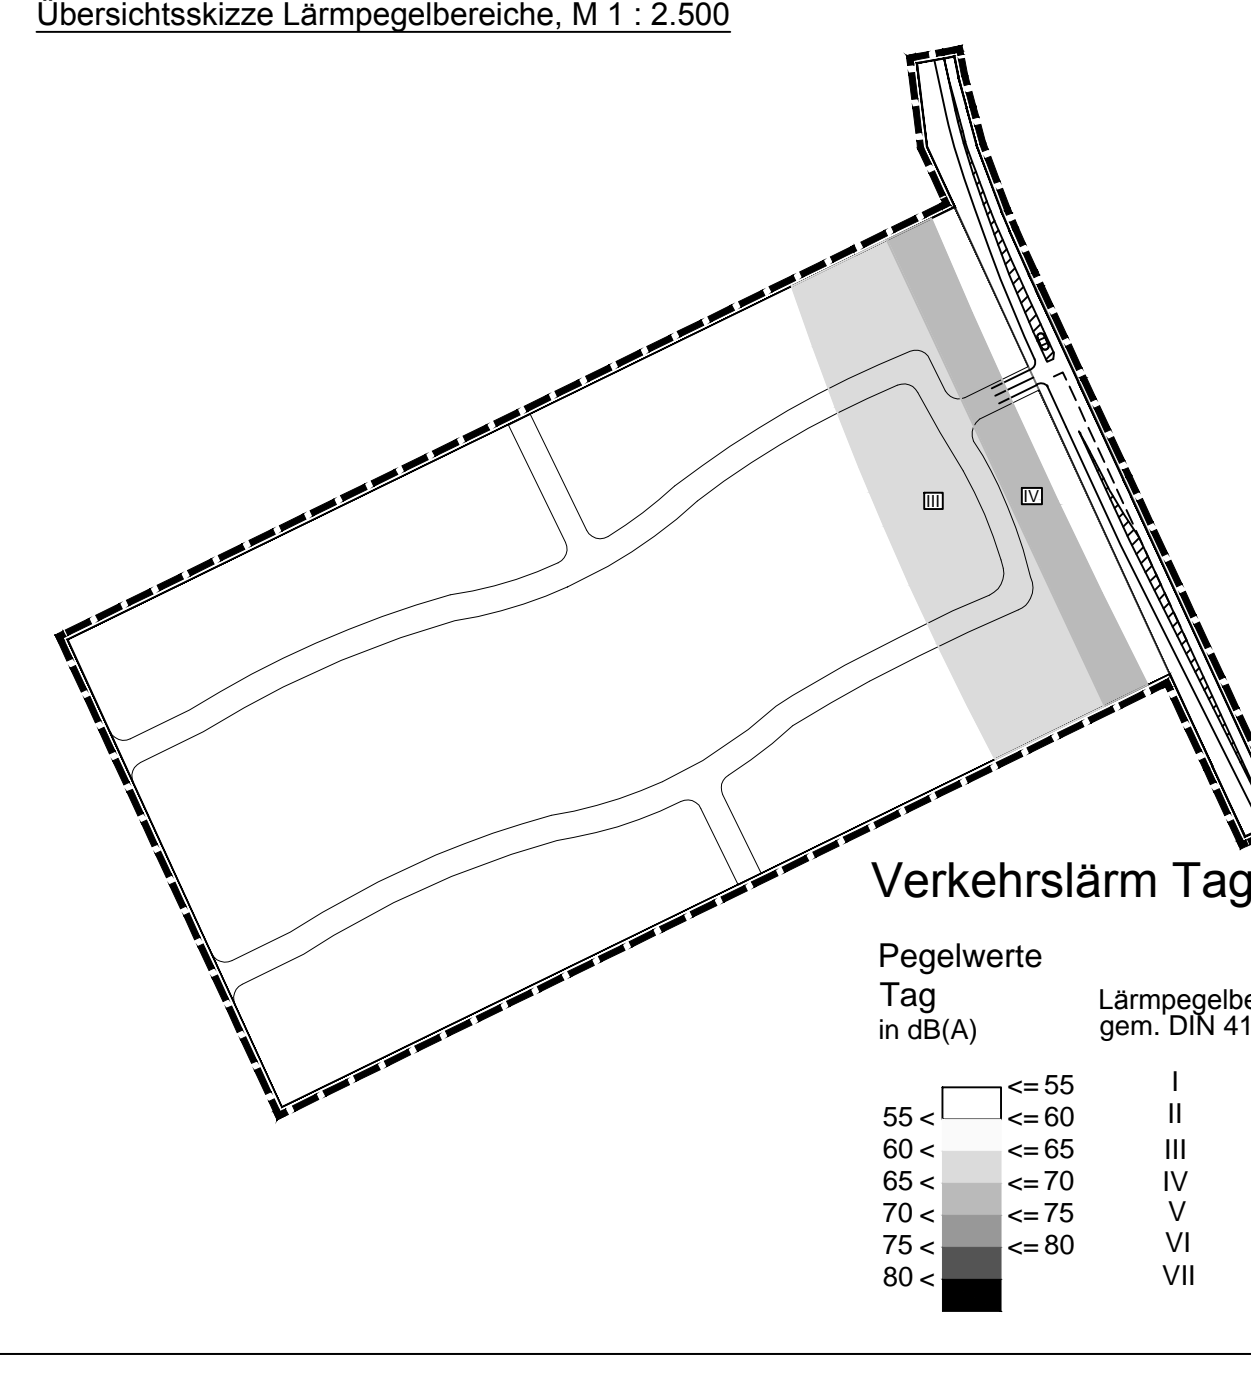 Übersichtsskizze Lärmpegelbereiche, M 1 : 2.500
III
IV
Verkehrslärm Tag
Pegelwerte
Tag
in dB(A)
Lärmpegelbe
gem. DIN 41
<= 55 I
55 < <= 60 II
60 < <= 65 III
65 < <= 70 IV
70 < <= 75 V
75 < <= 80 VI
80 < VII